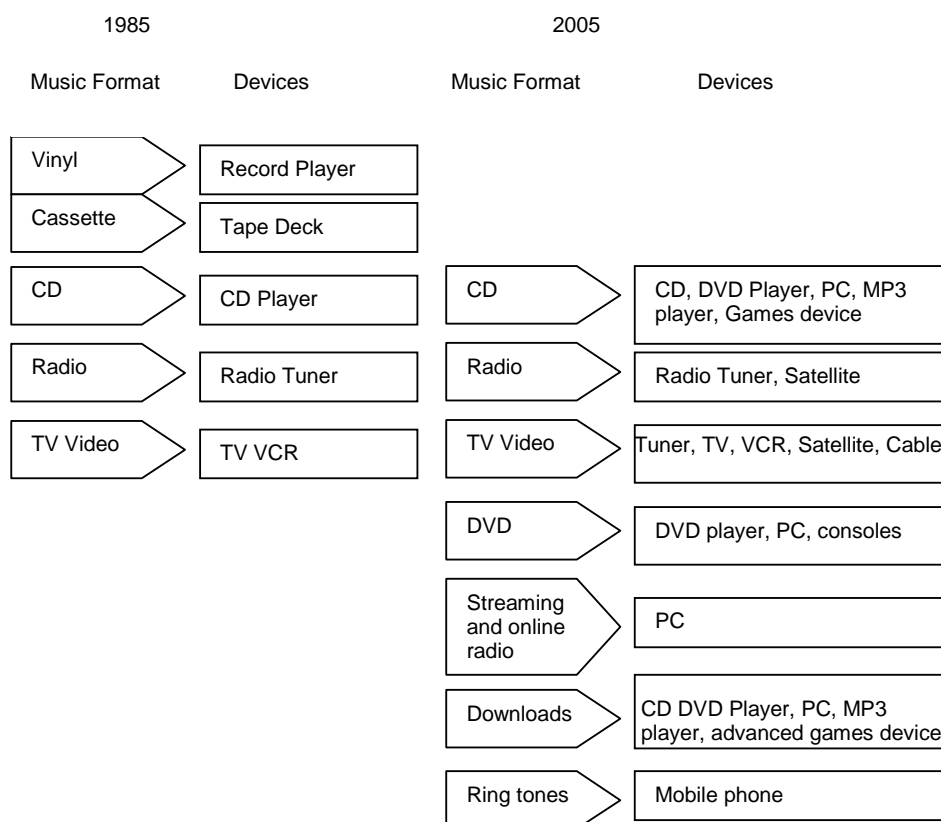 1985
2005
Music Format
Devices
Music Format
Devices
Vinyl
Record Player
Cassette
Tape Deck
CD
CD Player
CD
CD, DVD Player, PC, MP3
player, Games device
Radio
Radio Tuner
Radio
Radio Tuner, Satellite
TV Video
TV VCR
TV Video
Tuner, TV, VCR, Satellite, Cable
DVD
DVD player, PC, consoles
Streaming
and online
radio
PC
Downloads
CD DVD Player, PC, MP3
player, advanced games device
Ring tones
Mobile phone